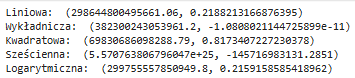 Liniowa:  (298644800495661.06, 0.2188213166876395)
Wykładnicza:  (382300243053961.2, -1.0808021144725899e-11)
Kwadratowa:  (69830686098288.79, 0.8173407227230378)
Sześcienna:  (5.570763806796047e+25, -145716983131.2851)
Logarytmiczna:  (299755557850949.8, 0.2159158585418962)